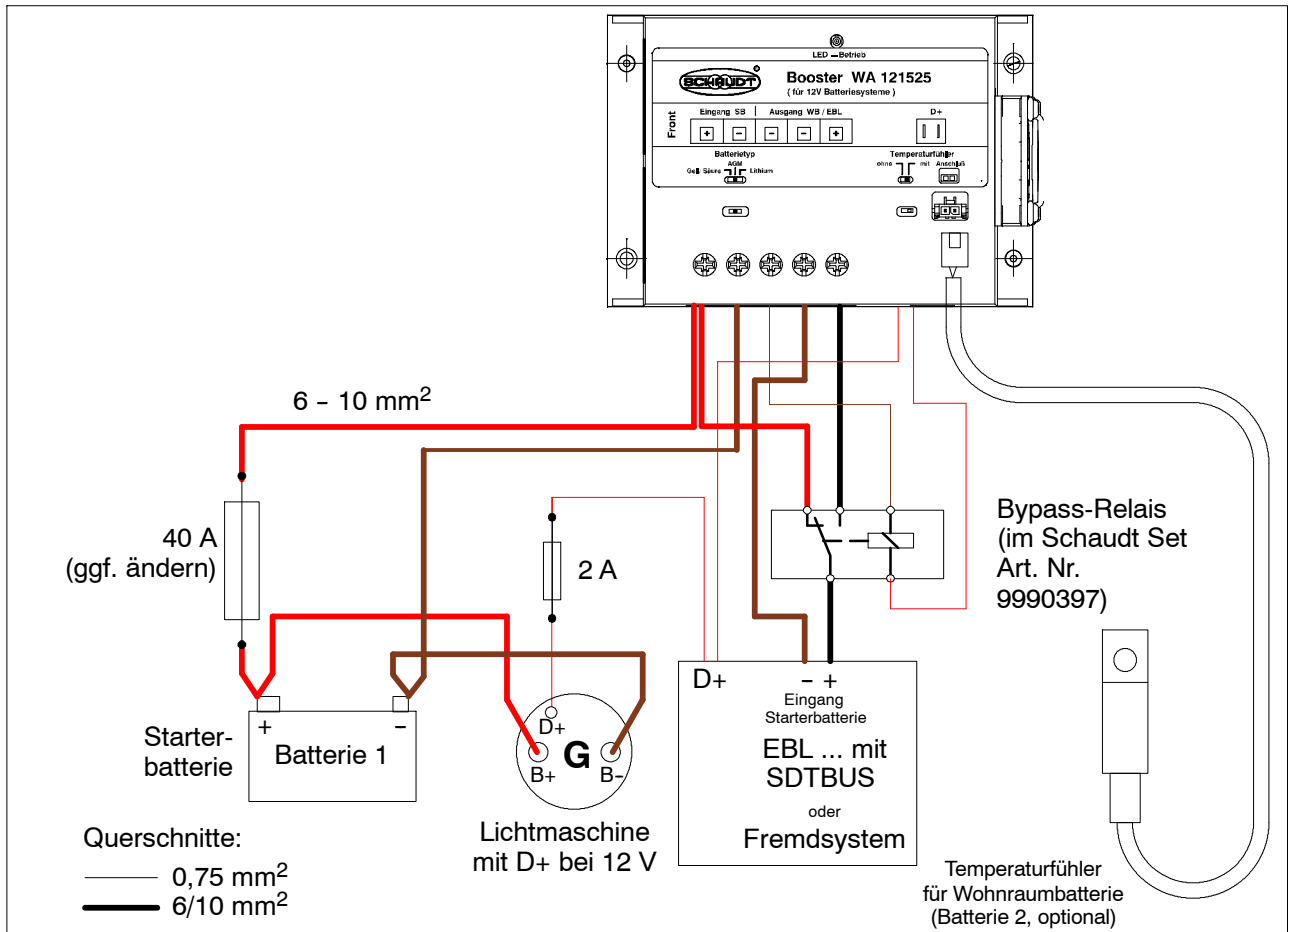 LED – Betrieb
SCHAUDT
Booster WA 121525
( für 12V Batteriesysteme )
Front
Eingang SB | Ausgang WB / EBL
D+
+ - - - +
Batterietyp
AGM
Gel/ Säure
Lithium
Temperaturfühler
ohne
mit
Anschluß
6 – 10 mm²
40 A
(ggf. ändern)
2 A
Bypass-Relais
(im Schaudt Set
Art. Nr.
9990397)
Starter-
batterie
+ –
Batterie 1
D+
G
B+
B-
Lichtmaschine
mit D+ bei 12 V
D+
– +
Eingang
Starterbatterie
EBL ... mit
SDTBUS
oder
Fremdsystem
Querschnitte:
0,75 mm²
6/10 mm²
Temperaturfühler
für Wohnraumbatterie
(Batterie 2, optional)